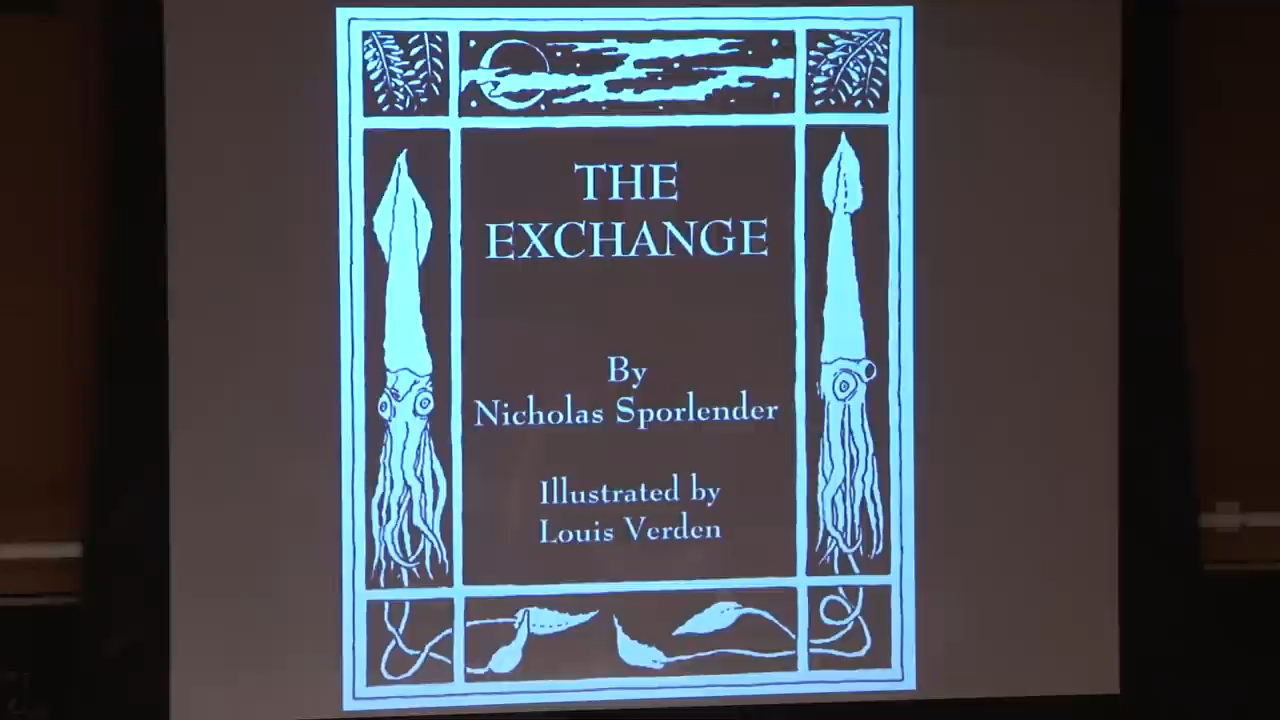 THE
EXCHANGE
By
Nicholas Sporlender
Illustrated by
Louis Verden